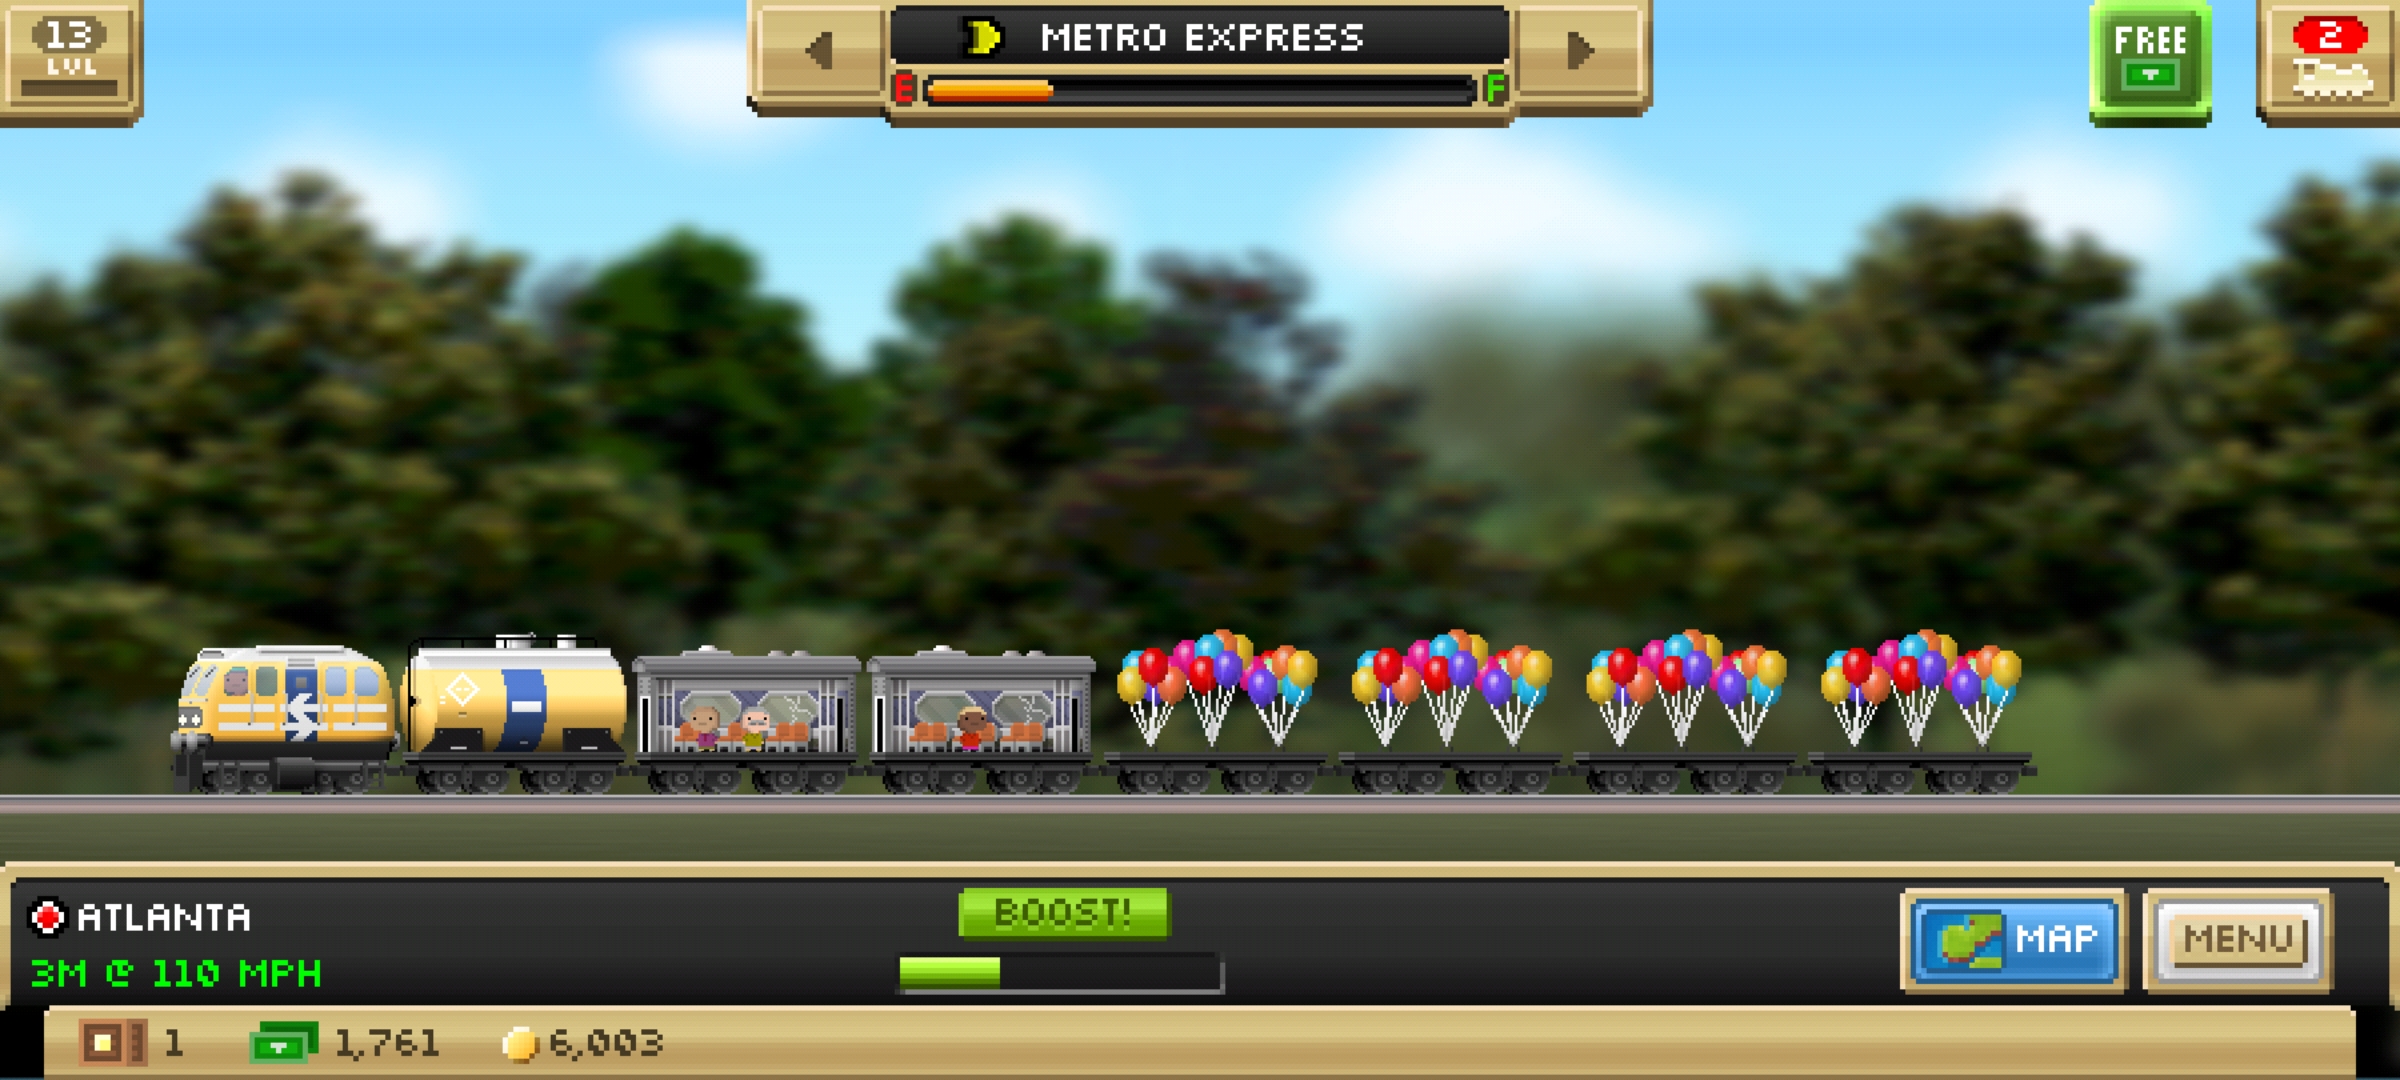 13
LVL
METRO EXPRESS
E F
FREE
2
ATLANTA
3M @ 110 MPH
BOOST!
MAP
MENU
1 1,761 6,003